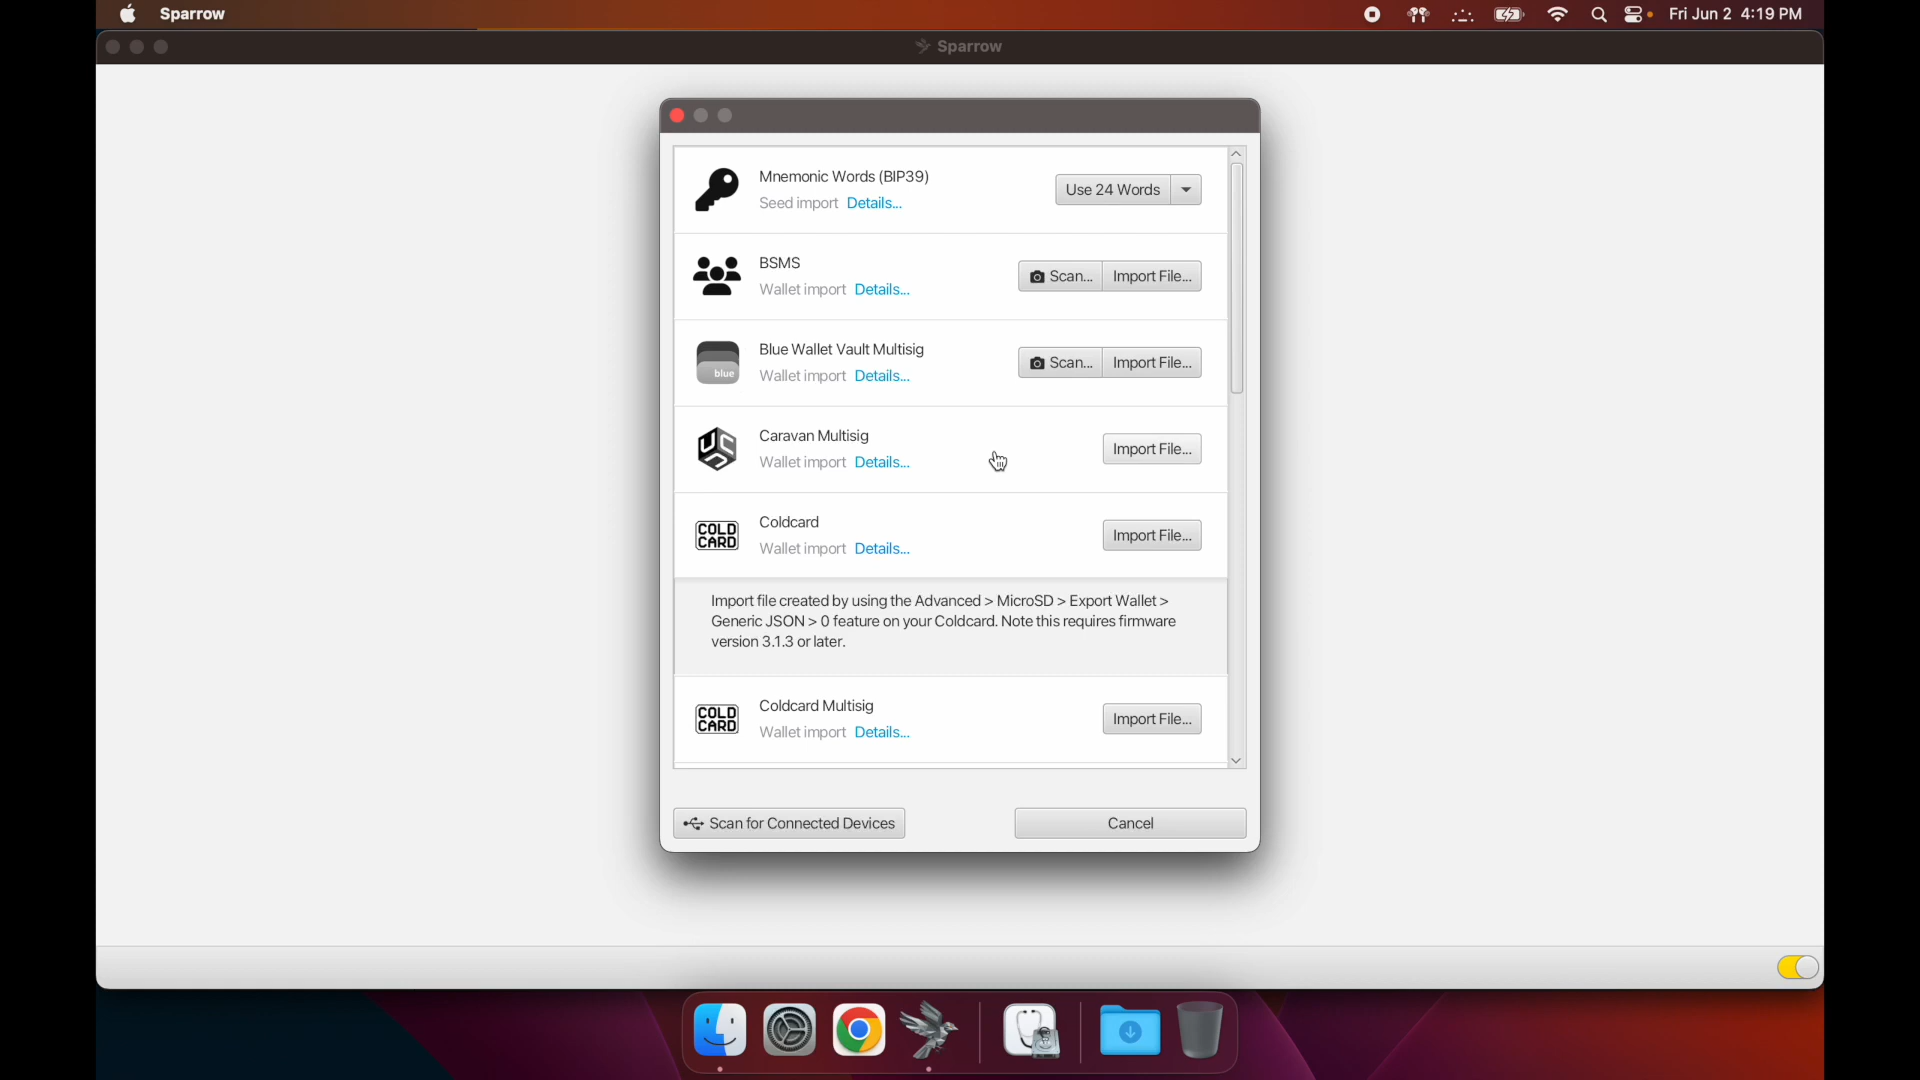 Sparrow
Fri Jun 2 4:19 PM
Sparrow
Mnemonic Words (BIP39)
Seed import Details...
Use 24 Words
BSMS
Wallet import Details...
Scan... Import File...
blue
Blue Wallet Vault Multisig
Wallet import Details...
Scan... Import File...
Caravan Multisig
Wallet import Details...
Import File...
COLD
CARD
Coldcard
Wallet import Details...
Import File...
Import file created by using the Advanced > MicroSD > Export Wallet >
Generic JSON > 0 feature on your Coldcard. Note this requires firmware
version 3.1.3 or later.
COLD
CARD
Coldcard Multisig
Wallet import Details...
Import File...
Scan for Connected Devices
Cancel